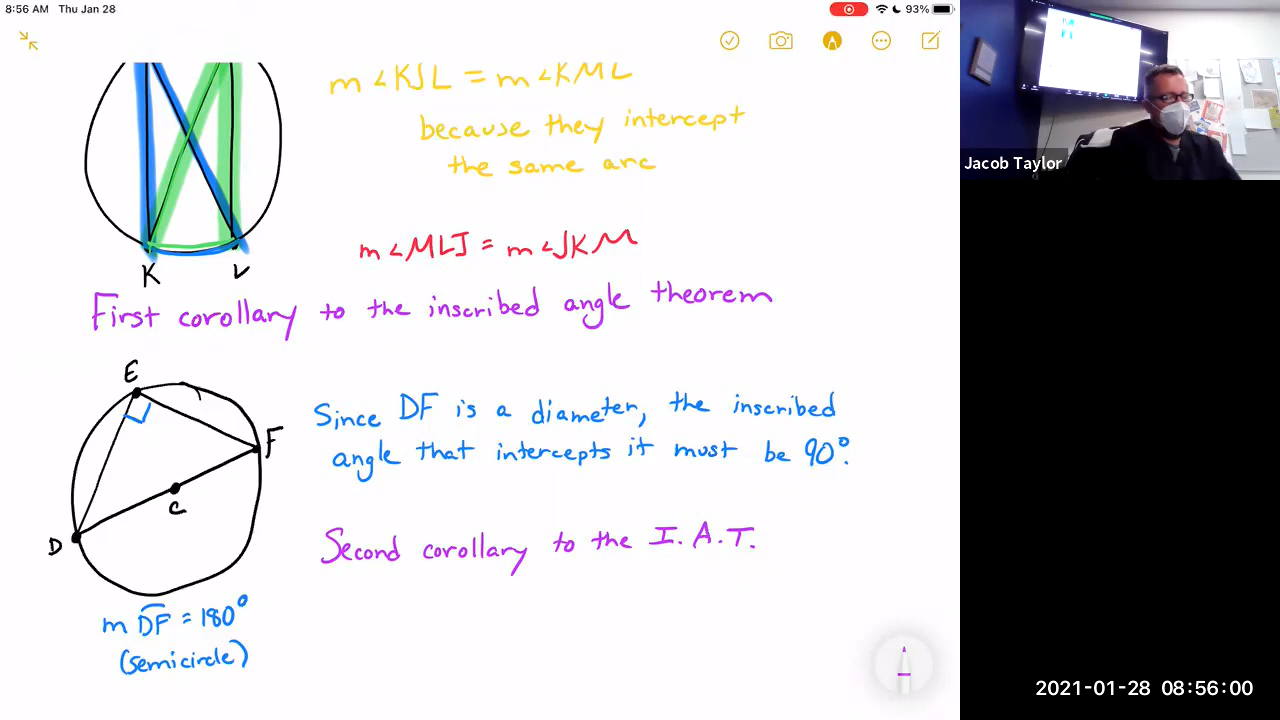 8:56 AM Thu Jan 28
93%
m∠KJL = m∠KML
because they intercept
the same arc
m∠MLJ = m∠JKM
K L
First corollary to the inscribed angle theorem
E
F
C
D
Since DF is a diameter, the inscribed
angle that intercepts it must be 90°.
Second corollary to the I.A.T.
m DF = 180°
(semicircle)
Jacob Taylor
2021-01-28 08:56:00